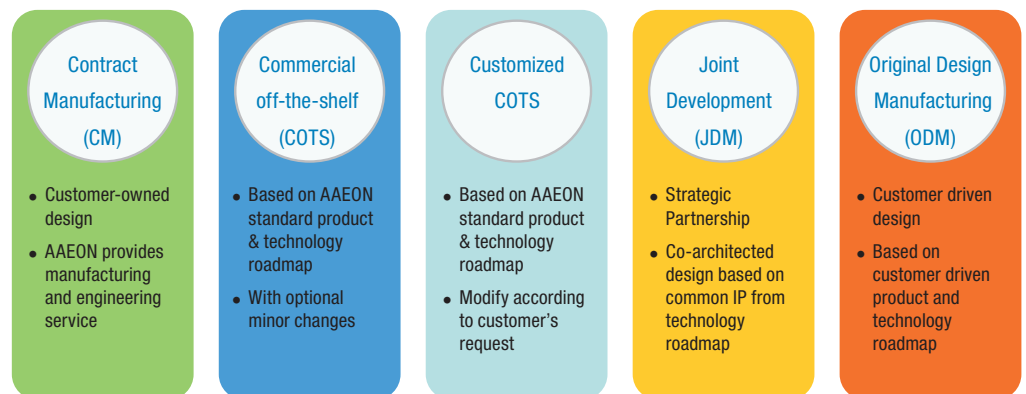 Contract
Manufacturing
(CM)
• Customer-owned
design
• AAEON provides
manufacturing
and engineering
service
Commercial
off-the-shelf
(COTS)
• Based on AAEON
standard product
& technology
roadmap
• With optional
minor changes
Customized
COTS
• Based on AAEON
standard product
& technology
roadmap
• Modify according
to customer's
request
Joint
Development
(JDM)
• Strategic
Partnership
• Co-architected
design based on
common IP from
technology
roadmap
Original Design
Manufacturing
(ODM)
• Customer driven
design
• Based on
customer driven
product and
technology
roadmap